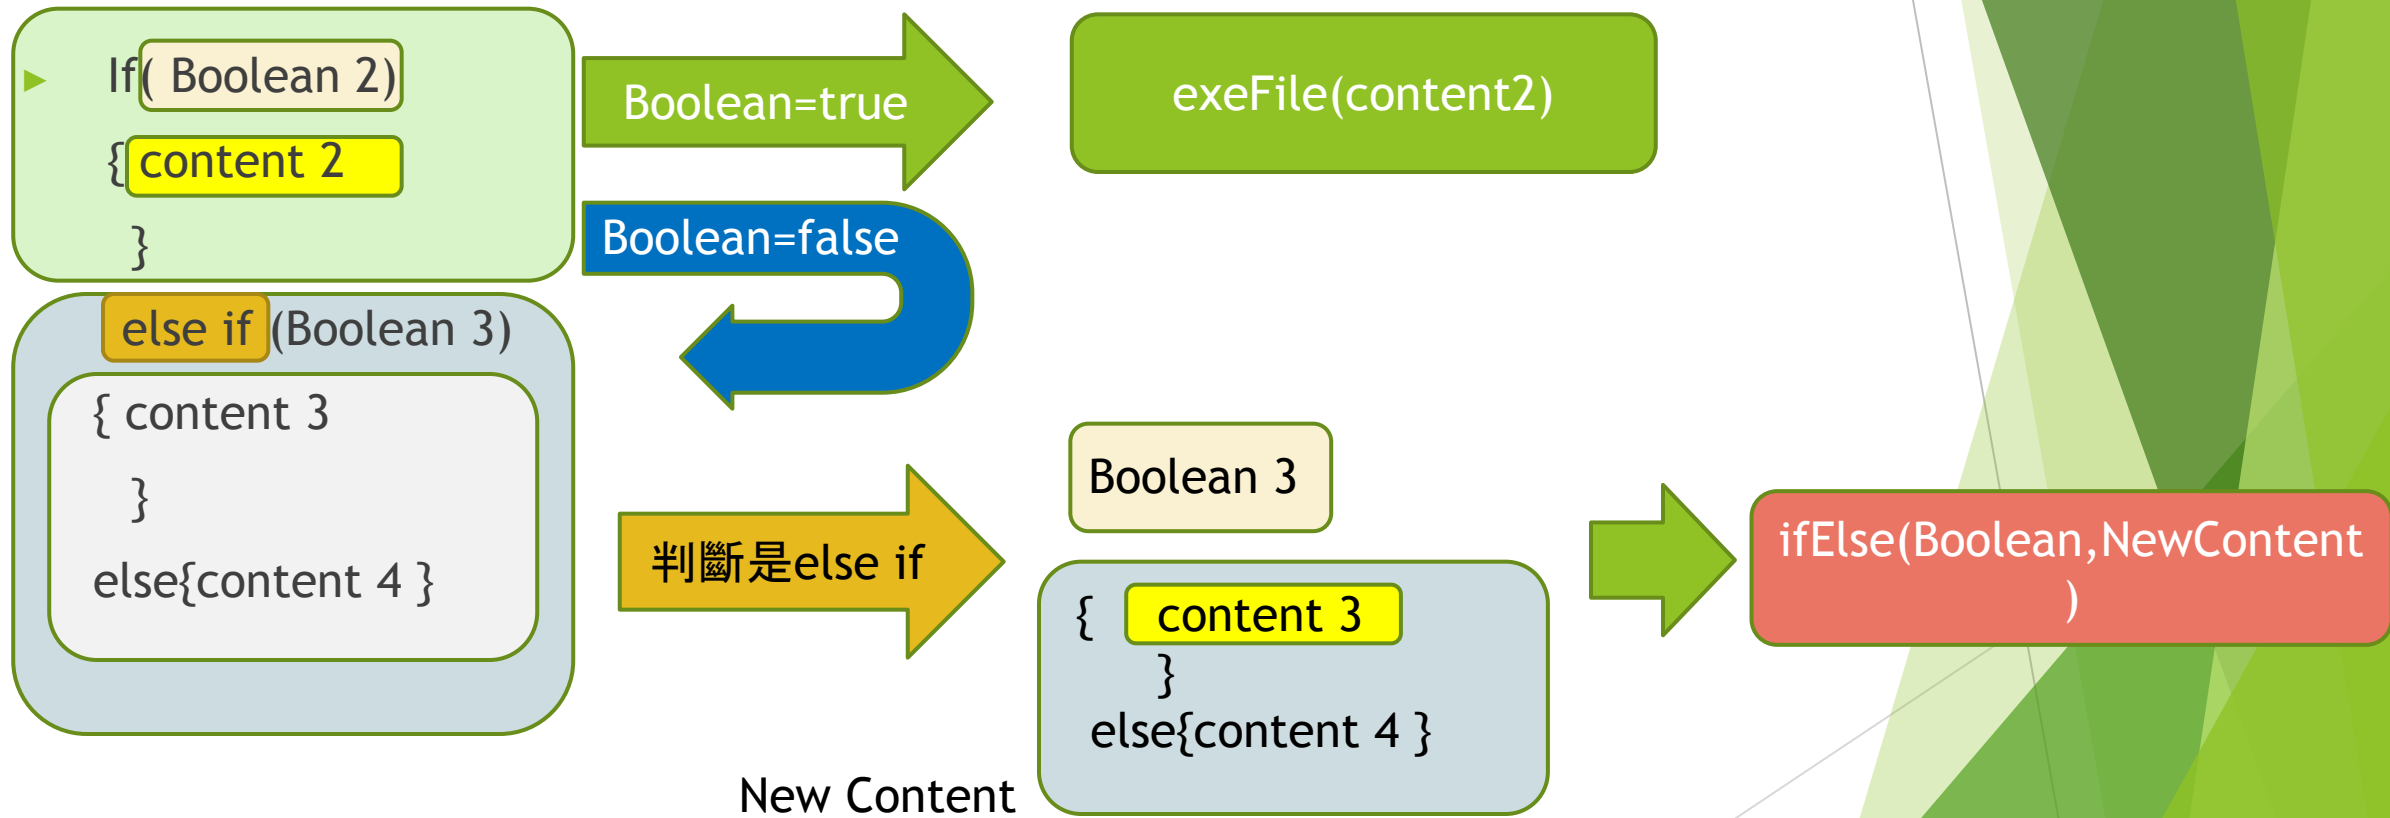 If( Boolean 2)
{ content 2
}
else if (Boolean 3)
{ content 3
}
else{content 4 }
Boolean=true
exeFile(content2)
Boolean=false
判斷是else if
Boolean 3
{ content 3
}
else{content 4 }
New Content
ifElse(Boolean,NewContent
)